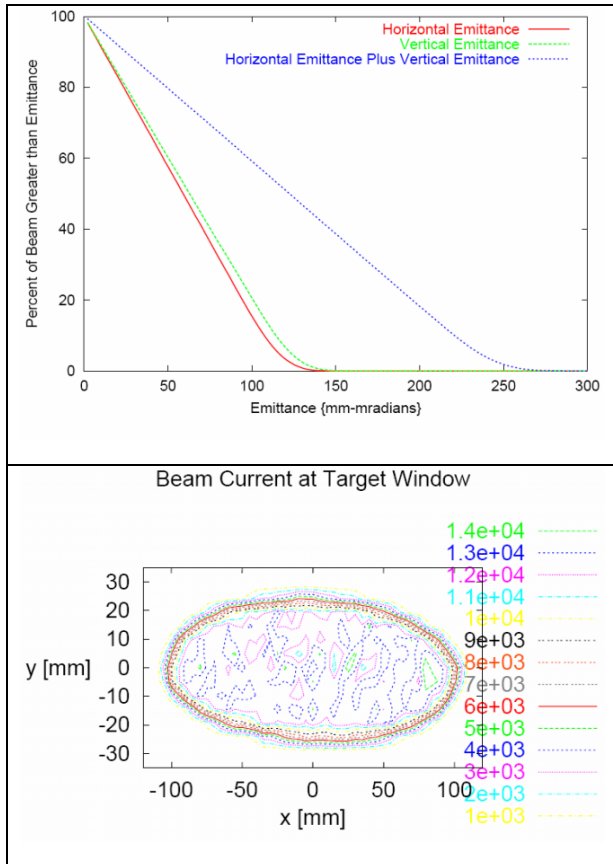 100
80
60
40
20
0
Percent of Beam Greater than Emittance
Horizontal Emittance
Vertical Emittance
Horizontal Emittance Plus Vertical Emittance
0 50 100 150 200 250 300
Emittance {mm-mradians}
Beam Current at Target Window
1.4e+04
1.3e+04
1.2e+04
1.1e+04
1e+04
9e+03
8e+03
7e+03
6e+03
5e+03
4e+03
3e+03
2e+03
1e+03
30
20
10
0
-10
-20
-30
y [mm]
-100 -50 0 50 100
x [mm]